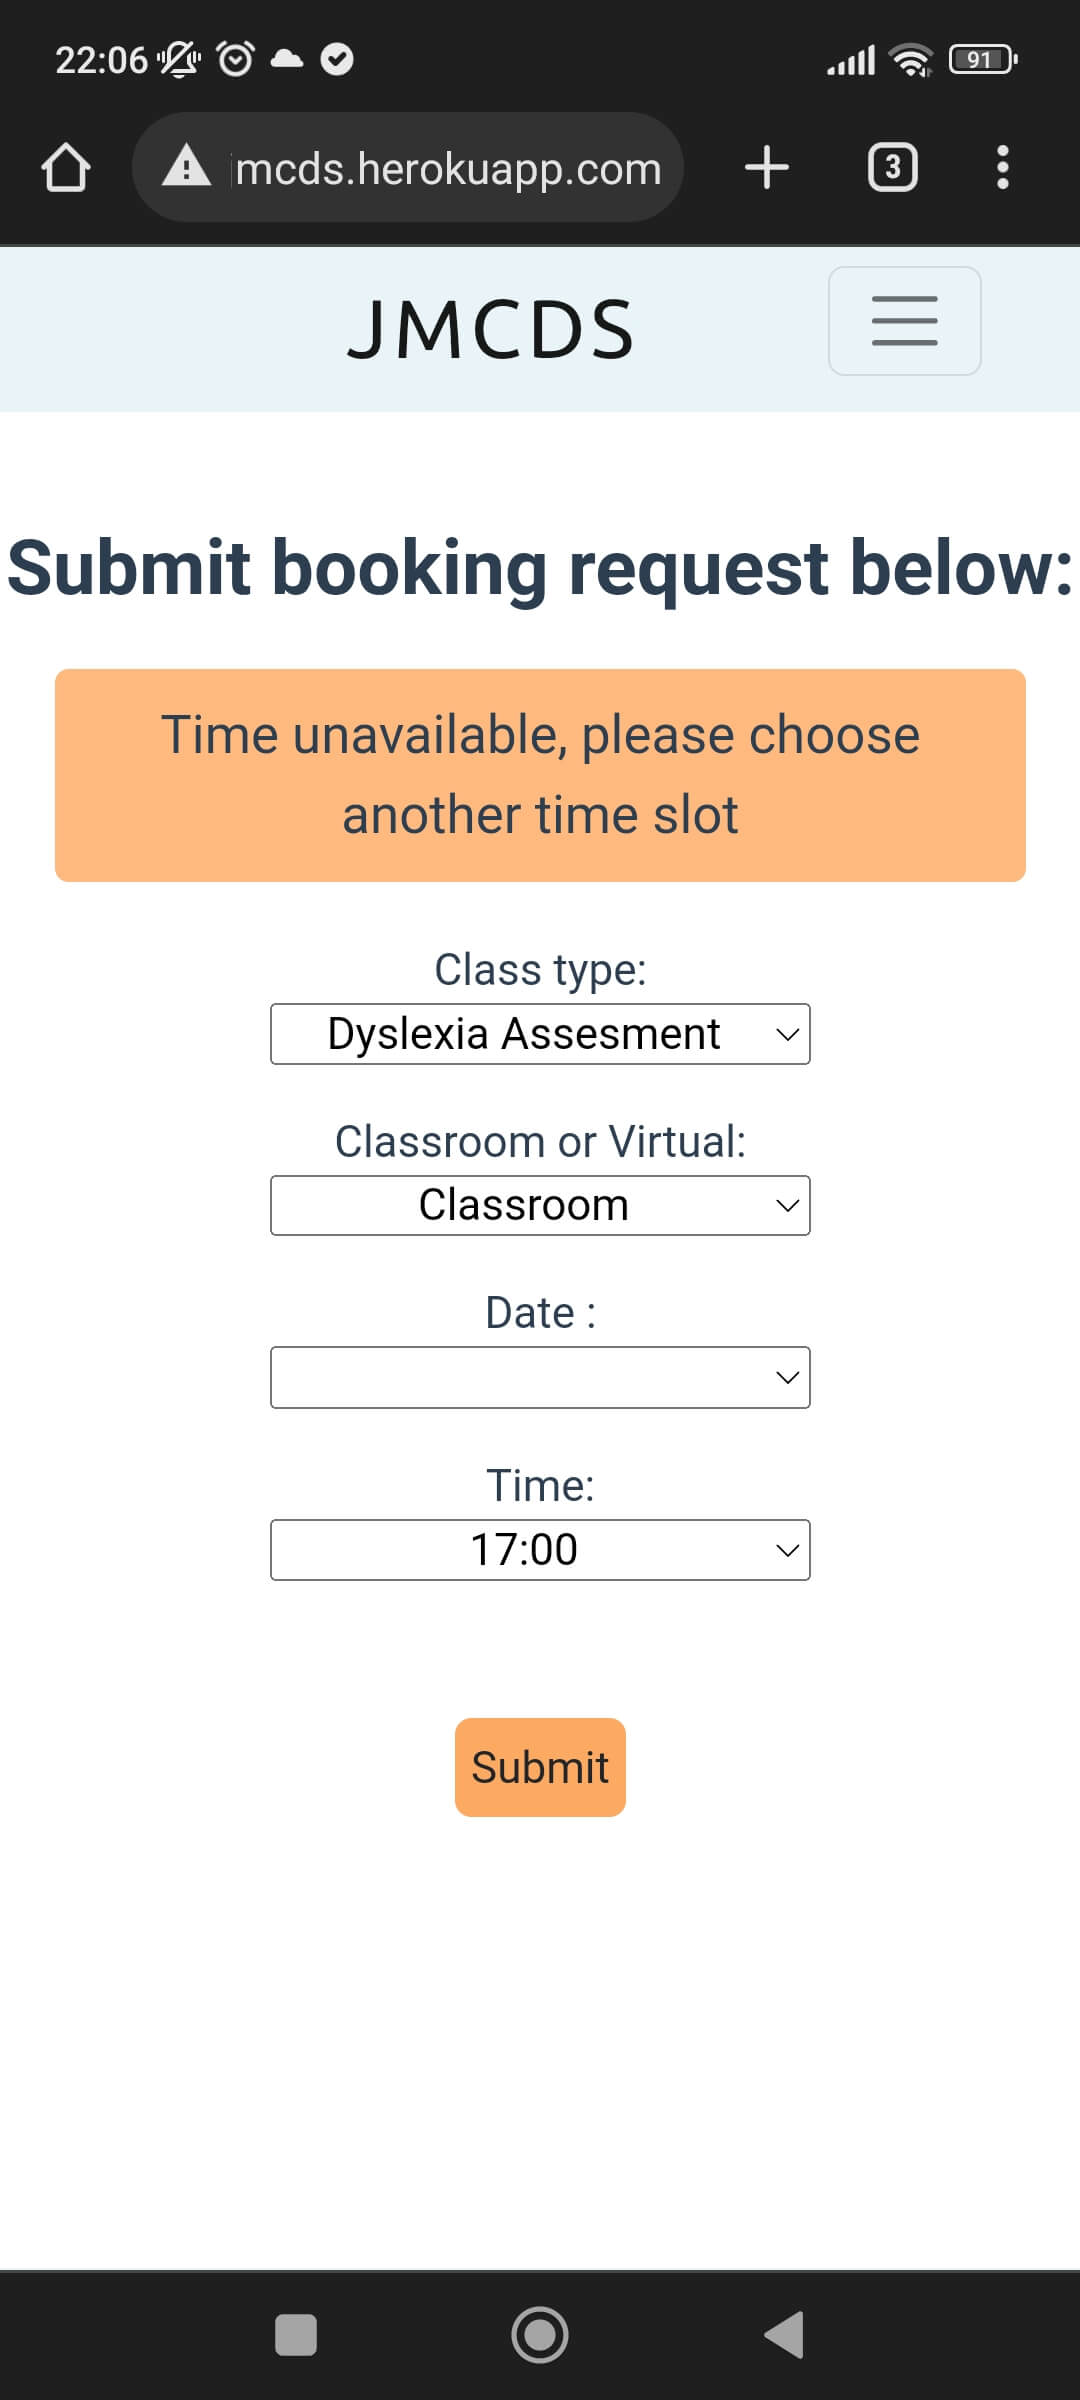 22:06
91
mcds.herokuapp.com
3
JMCDS
Submit booking request below:
Time unavailable, please choose
another time slot
Class type:
Dyslexia Assesment
Classroom or Virtual:
Classroom
Date :
Time:
17:00
Submit